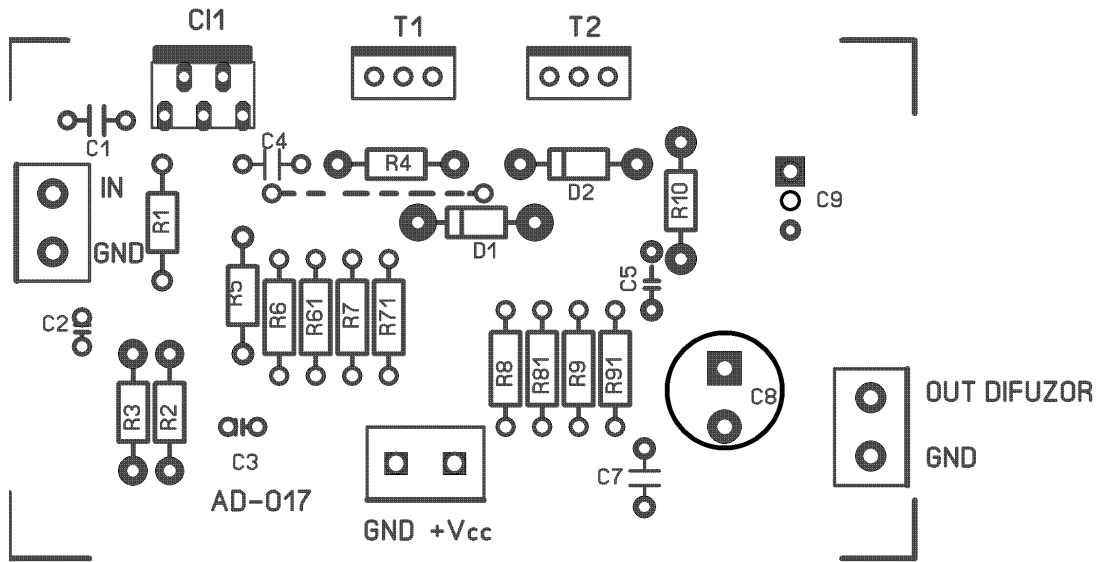 CI1
T1
T2
C1
C4
R4
D2
IN
R1
R10
C9
GND
D1
C5
R5
R6
R61
R7
R71
C2
R8
R81
R9
R91
C8
R3
R2
OUT DIFUZOR
C3
C7
GND
AD-017
GND +Vcc